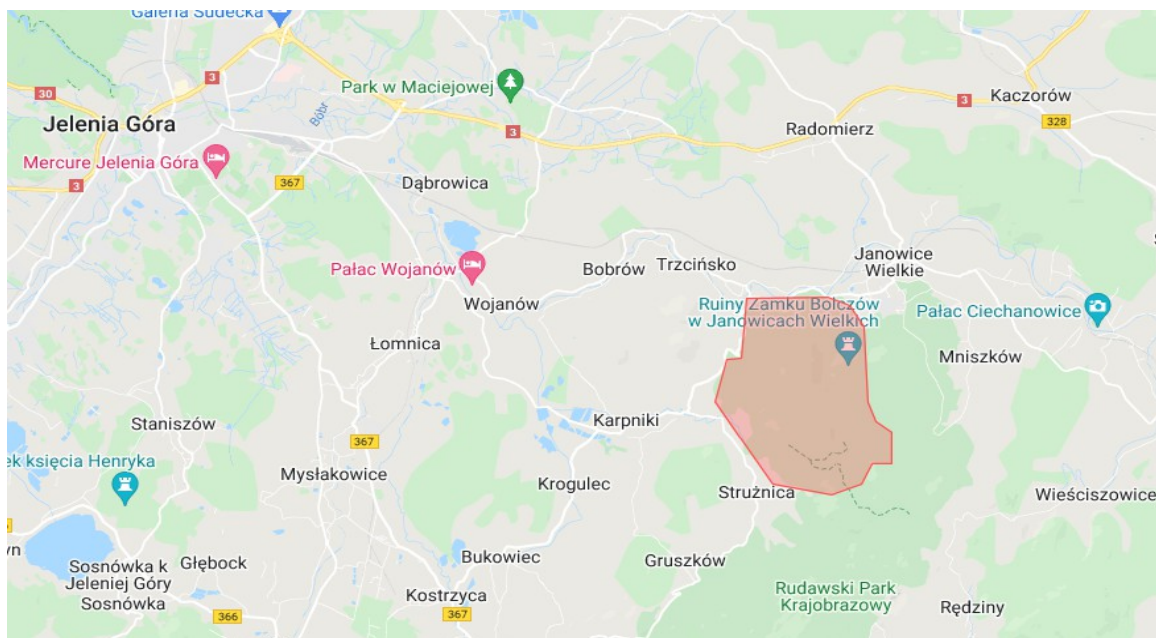 Galeria Sudecka
3
30
Park w Maciejowej
Bóbr
3
Kaczorów
328
Jelenia Góra
3
Radomierz
Mercure Jelenia Góra
3
367
Dąbrowica
Janowice
Wielkie
Pałac Wojanów
Bobrów
Trzcińsko
Wojanów
Ruiny Zamku Bolczów
w Janowicach Wielkich
Pałac Ciechanowice
Łomnica
Mniszków
Karpniki
Staniszów
367
ek księcia Henryka
Mysłakowice
Krogulec
Strużnica
Wieściszowice
yn
Sosnówka k
Jeleniej Góry
Głębock
Bukowiec
Gruszków
Sosnówka
Kostrzyca
366
367
Rudawski Park
Krajobrazowy
Rędziny